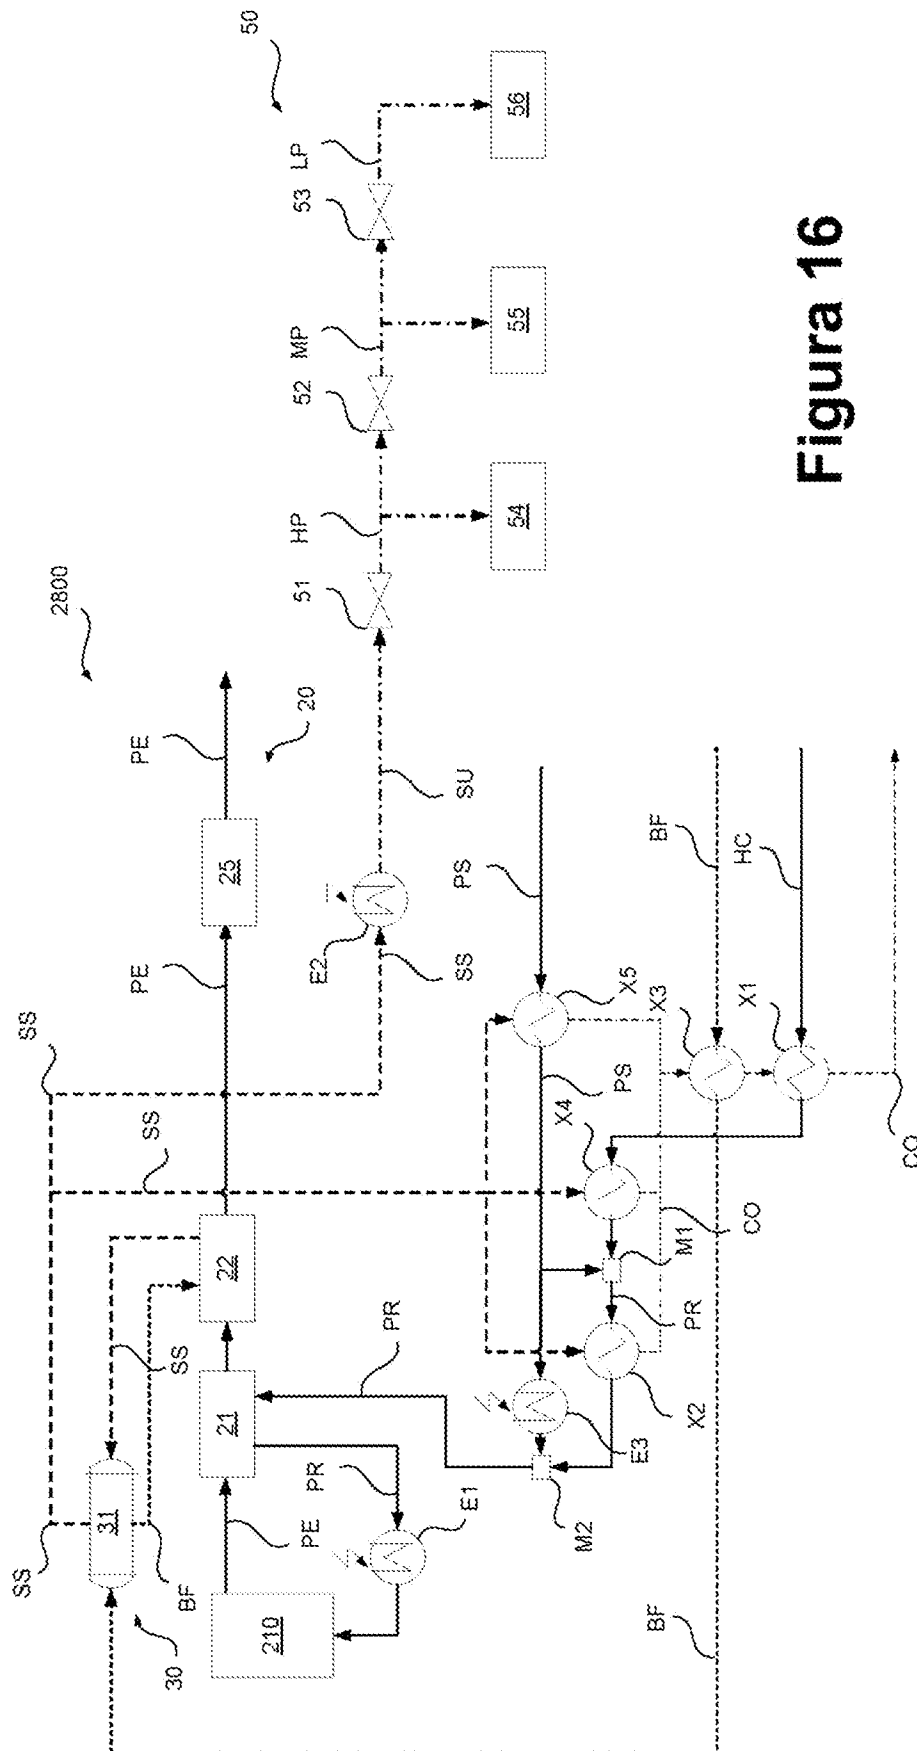 50
2800
PE
20
PE
25
SS
SS
SS
SS
BF
31
30
SS
22
21
PE
210
PR
E1
PR
E2
SS
SU
51
HP
54
52
MP
55
53
LP
56
PS
X5
PS
X4
M1
PR
CO
X2
E3
M2
X3
BF
X1
HC
CO
BF
Figura 16